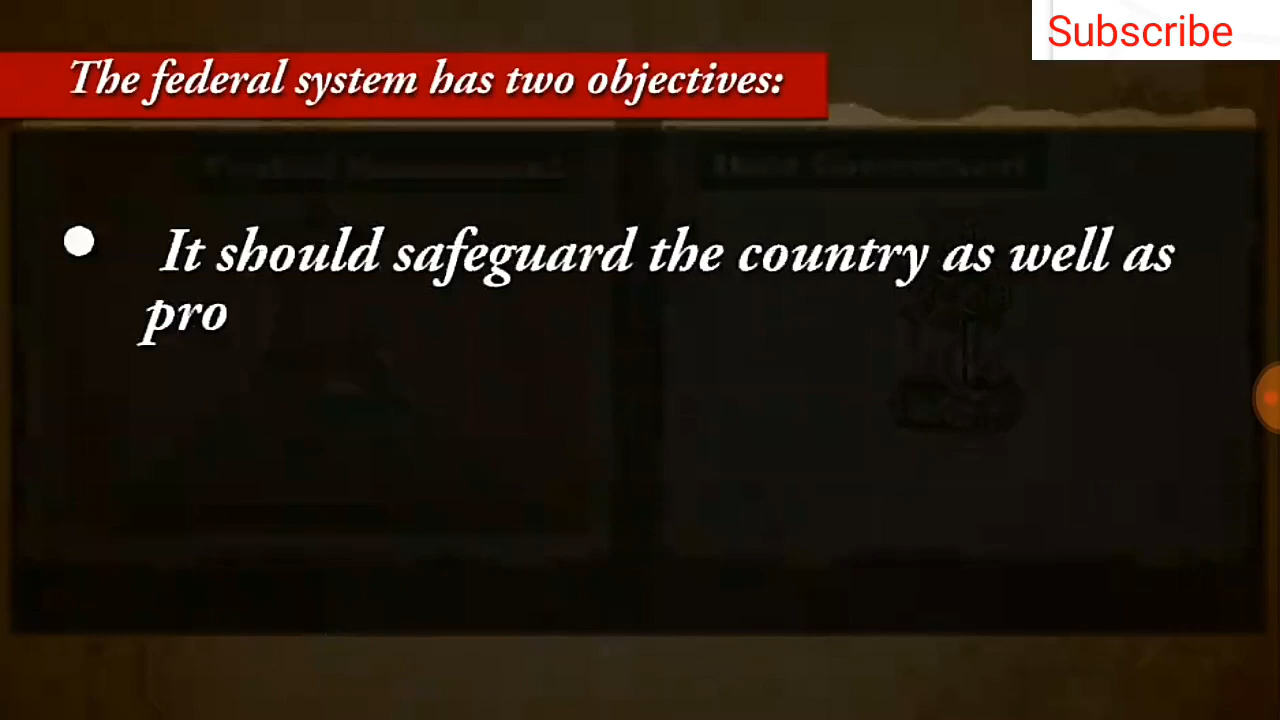 Subscribe
The federal system has two objectives:
It should safeguard the country as well as
pro